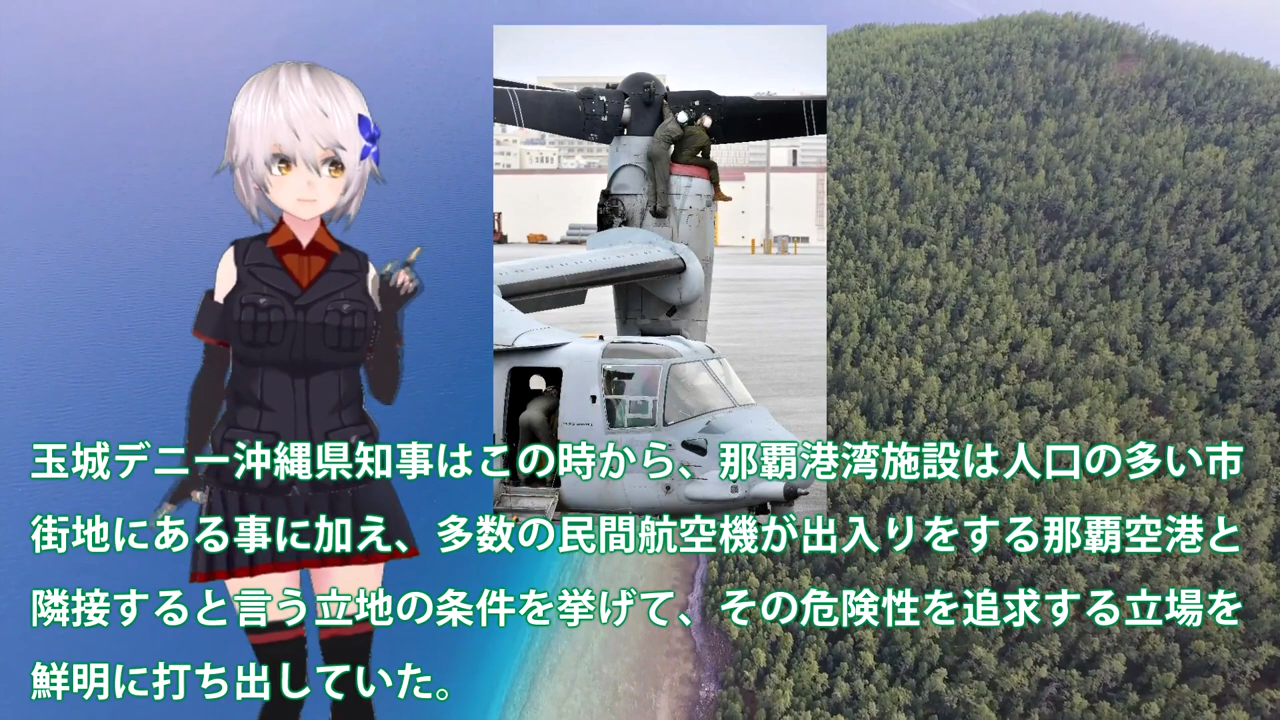 玉城デニー沖縄県知事はこの時から、那覇港湾施設は人口の多い市
街地にある事に加え、多数の民間航空機が出入りをする那覇空港と
隣接すると言う立地の条件を挙げて、その危険性を追求する立場を
鮮明に打ち出していた。